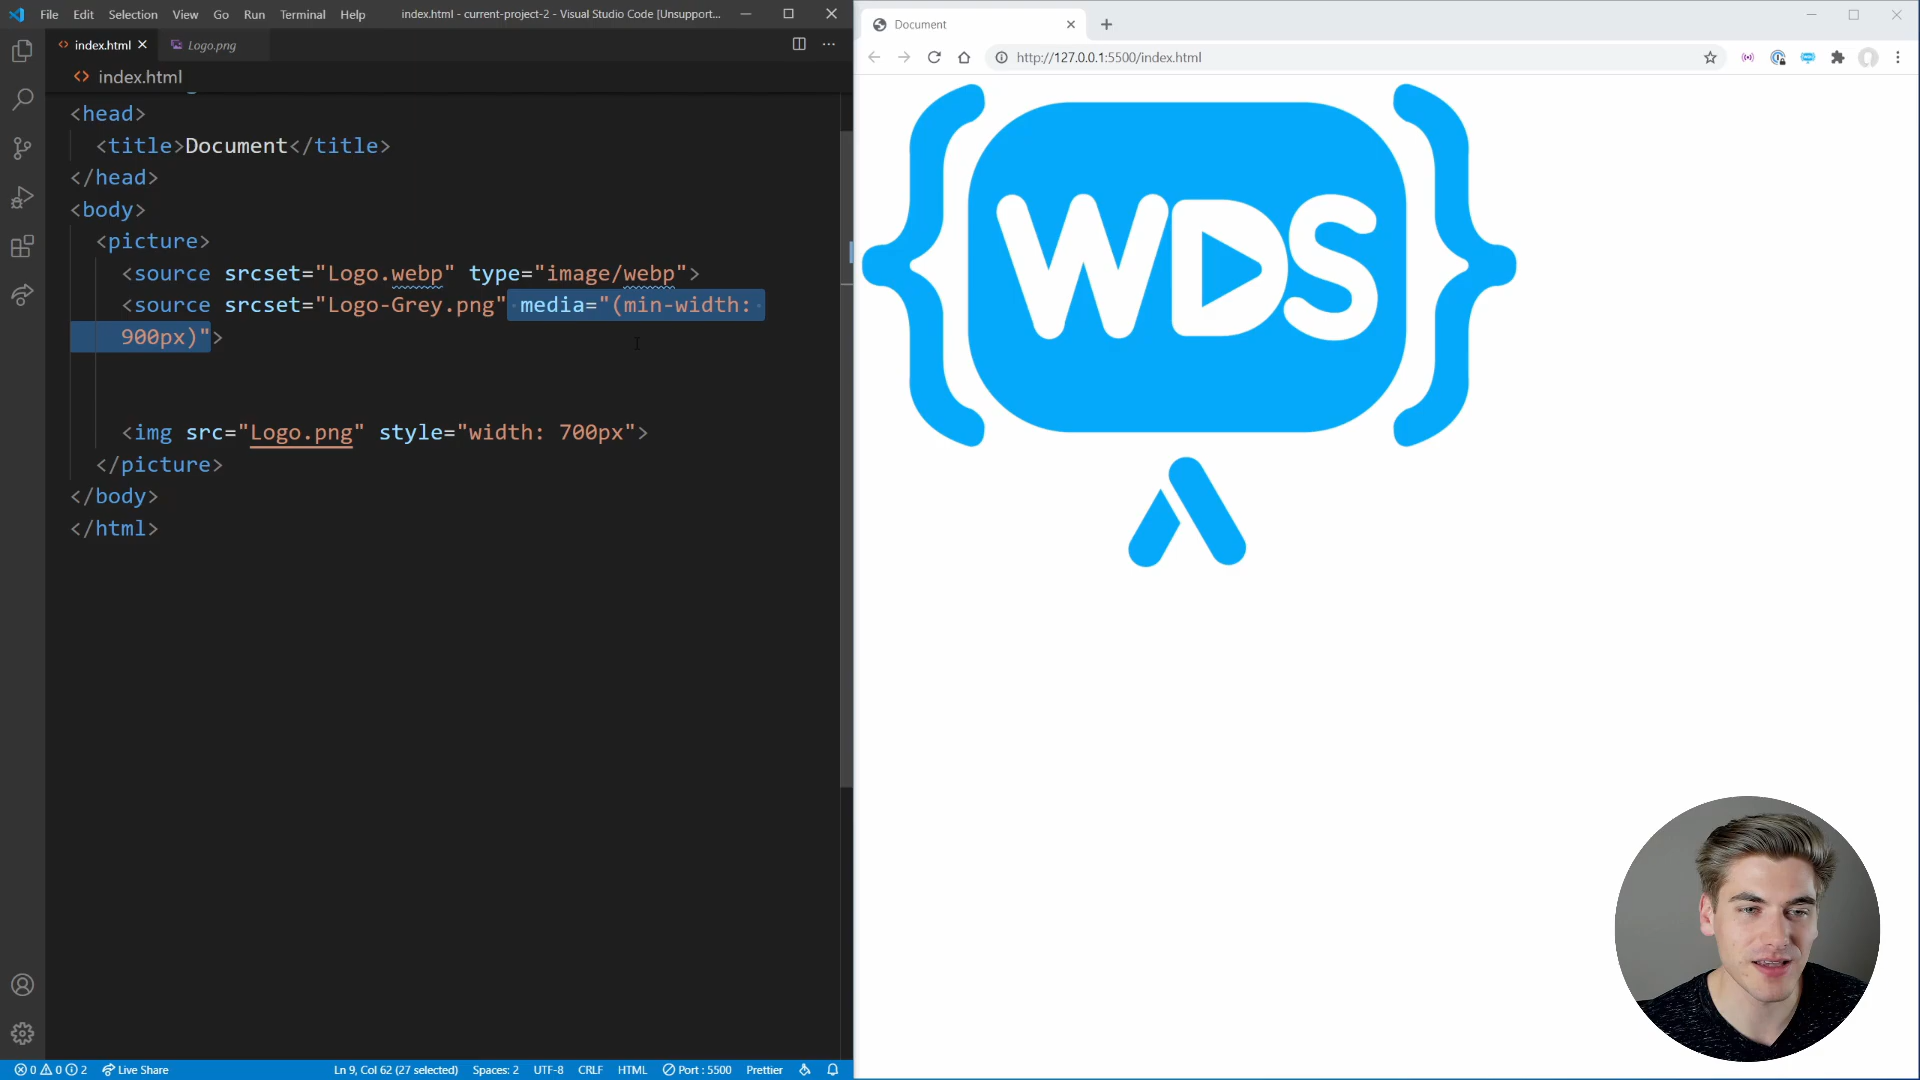 File Edit Selection View Go Run Terminal Help index.html - current-project-2 - Visual Studio Code [Unsupport...
index.html Logo.png
index.html
<head>
<title>Document</title>
</head>
<body>
<picture>
<source srcset="Logo.webp" type="image/webp">
<source srcset="Logo-Grey.png" media="(min-width:
900px)">
<img src="Logo.png" style="width: 700px">
</picture>
</body>
</html>
0 0 2 Live Share Ln 9, Col 62 (27 selected) Spaces: 2 UTF-8 CRLF HTML Port : 5500 Prettier
Document
http://127.0.0.1:5500/index.html
WDS